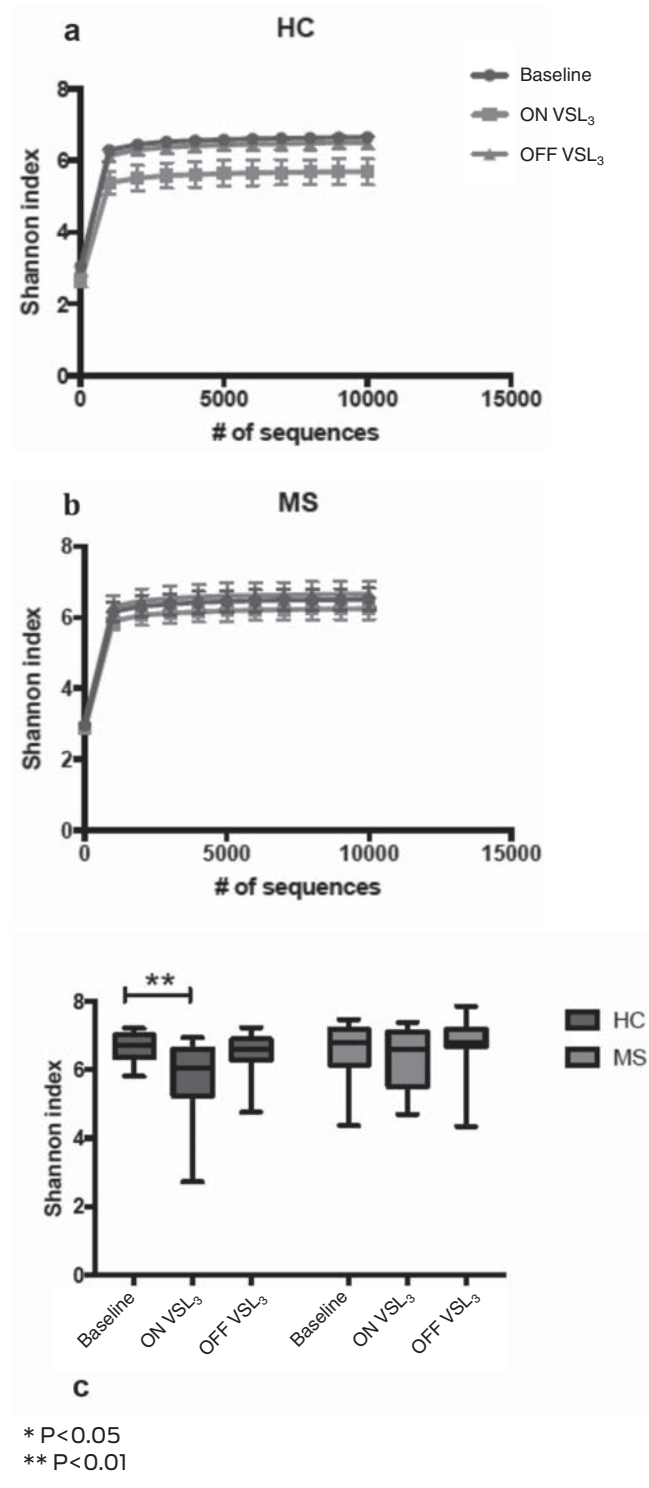 a
HC
Baseline
ON VSL3
OFF VSL3
Shannon index
8
6
4
2
0
0 5000 10000 15000
# of sequences
b
MS
Shannon index
8
6
4
2
0
0 5000 10000 15000
# of sequences
**
HC
MS
Shannon index
8
6
4
2
0
Baseline ON VSL3 OFF VSL3 Baseline ON VSL3 OFF VSL3
c
* P<0.05
** P<0.01